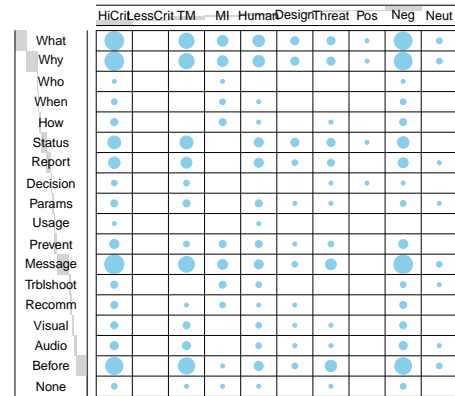 HiCrit LessCrit TM MI Human Design Threat Pos Neg Neut
What
Why
Who
When
How
Status
Report
Decision
Params
Usage
Prevent
Message
Trblshoot
Recomm
Visual
Audio
Before
None